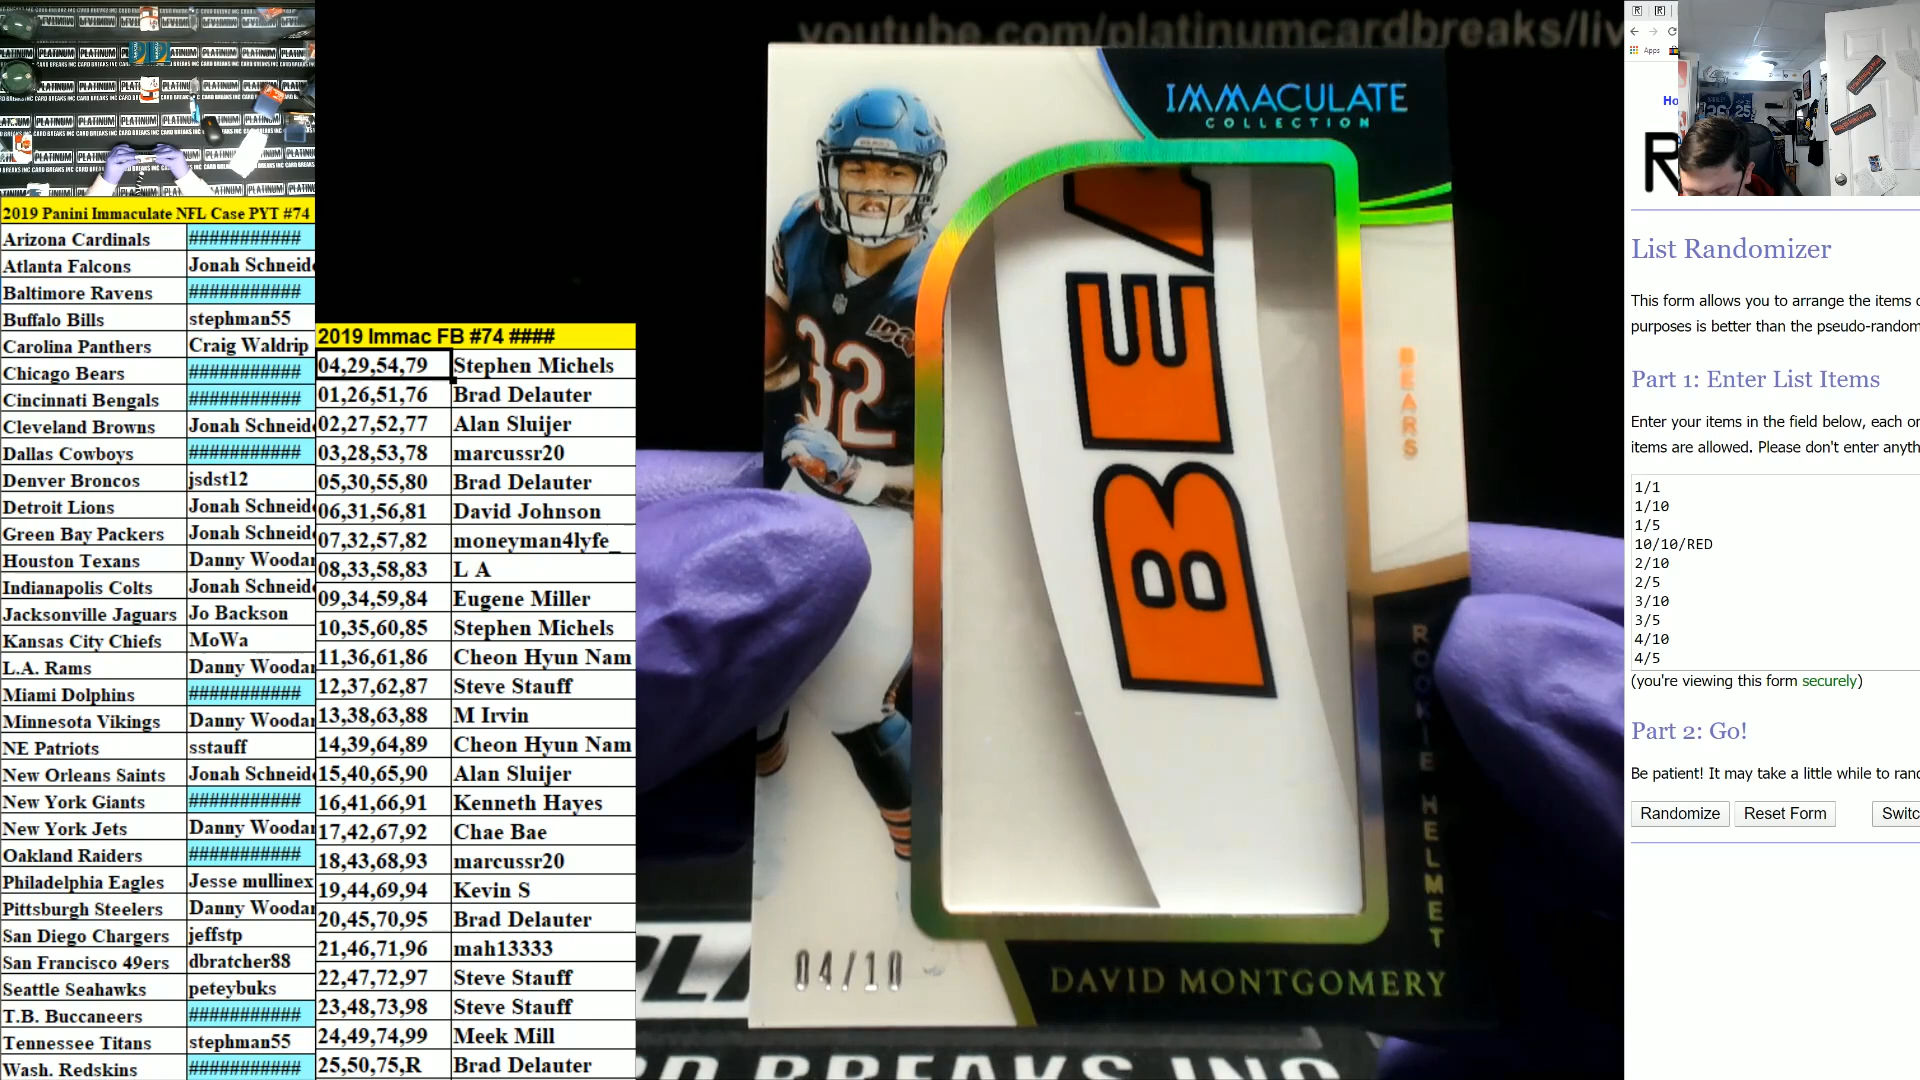 youtube.com/platinumcardbreaks/liv
2019 Panini Immaculate NFL Case PYT #74
Arizona Cardinals ###########
Atlanta Falcons Jonah Schneid
Baltimore Ravens ###########
Buffalo Bills stephman55
Carolina Panthers Craig Waldrip
Chicago Bears ###########
Cincinnati Bengals ###########
Cleveland Browns Jonah Schneid
Dallas Cowboys ###########
Denver Broncos jsdst12
Detroit Lions Jonah Schneid
Green Bay Packers Jonah Schneid
Houston Texans Danny Wooda
Indianapolis Colts Jonah Schneid
Jacksonville Jaguars Jo Backson
Kansas City Chiefs MoWa
L.A. Rams Danny Wooda
Miami Dolphins ###########
Minnesota Vikings Danny Wooda
NE Patriots sstauff
New Orleans Saints Jonah Schneid
New York Giants ###########
New York Jets Danny Wooda
Oakland Raiders ###########
Philadelphia Eagles Jesse mullinex
Pittsburgh Steelers Danny Wooda
San Diego Chargers jeffstp
San Francisco 49ers dbratcher88
Seattle Seahawks peteybuks
T.B. Buccaneers ###########
Tennessee Titans stephman55
Wash. Redskins ###########
2019 Immac FB #74 ####
04,29,54,79 Stephen Michels
01,26,51,76 Brad Delauter
02,27,52,77 Alan Sluijer
03,28,53,78 marcussr20
05,30,55,80 Brad Delauter
06,31,56,81 David Johnson
07,32,57,82 moneyman4lyfe_
08,33,58,83 L A
09,34,59,84 Eugene Miller
10,35,60,85 Stephen Michels
11,36,61,86 Cheon Hyun Nam
12,37,62,87 Steve Stauff
13,38,63,88 M Irvin
14,39,64,89 Cheon Hyun Nam
15,40,65,90 Alan Sluijer
16,41,66,91 Kenneth Hayes
17,42,67,92 Chae Bae
18,43,68,93 marcussr20
19,44,69,94 Kevin S
20,45,70,95 Brad Delauter
21,46,71,96 mah13333
22,47,72,97 Steve Stauff
23,48,73,98 Steve Stauff
24,49,74,99 Meek Mill
25,50,75,R Brad Delauter
IMMACULATE
COLLECTION
BEA
32
BEARS
ROOKIE HELMET
04/10
DAVID MONTGOMERY
RD BREAKS INC
Apps
Ho
R
List Randomizer
This form allows you to arrange the items o
purposes is better than the pseudo-random
Part 1: Enter List Items
Enter your items in the field below, each on
items are allowed. Please don't enter anyth
1/1
1/10
1/5
10/10/RED
2/10
2/5
3/10
3/5
4/10
4/5
(you're viewing this form securely)
Part 2: Go!
Be patient! It may take a little while to rand
Randomize Reset Form Switc